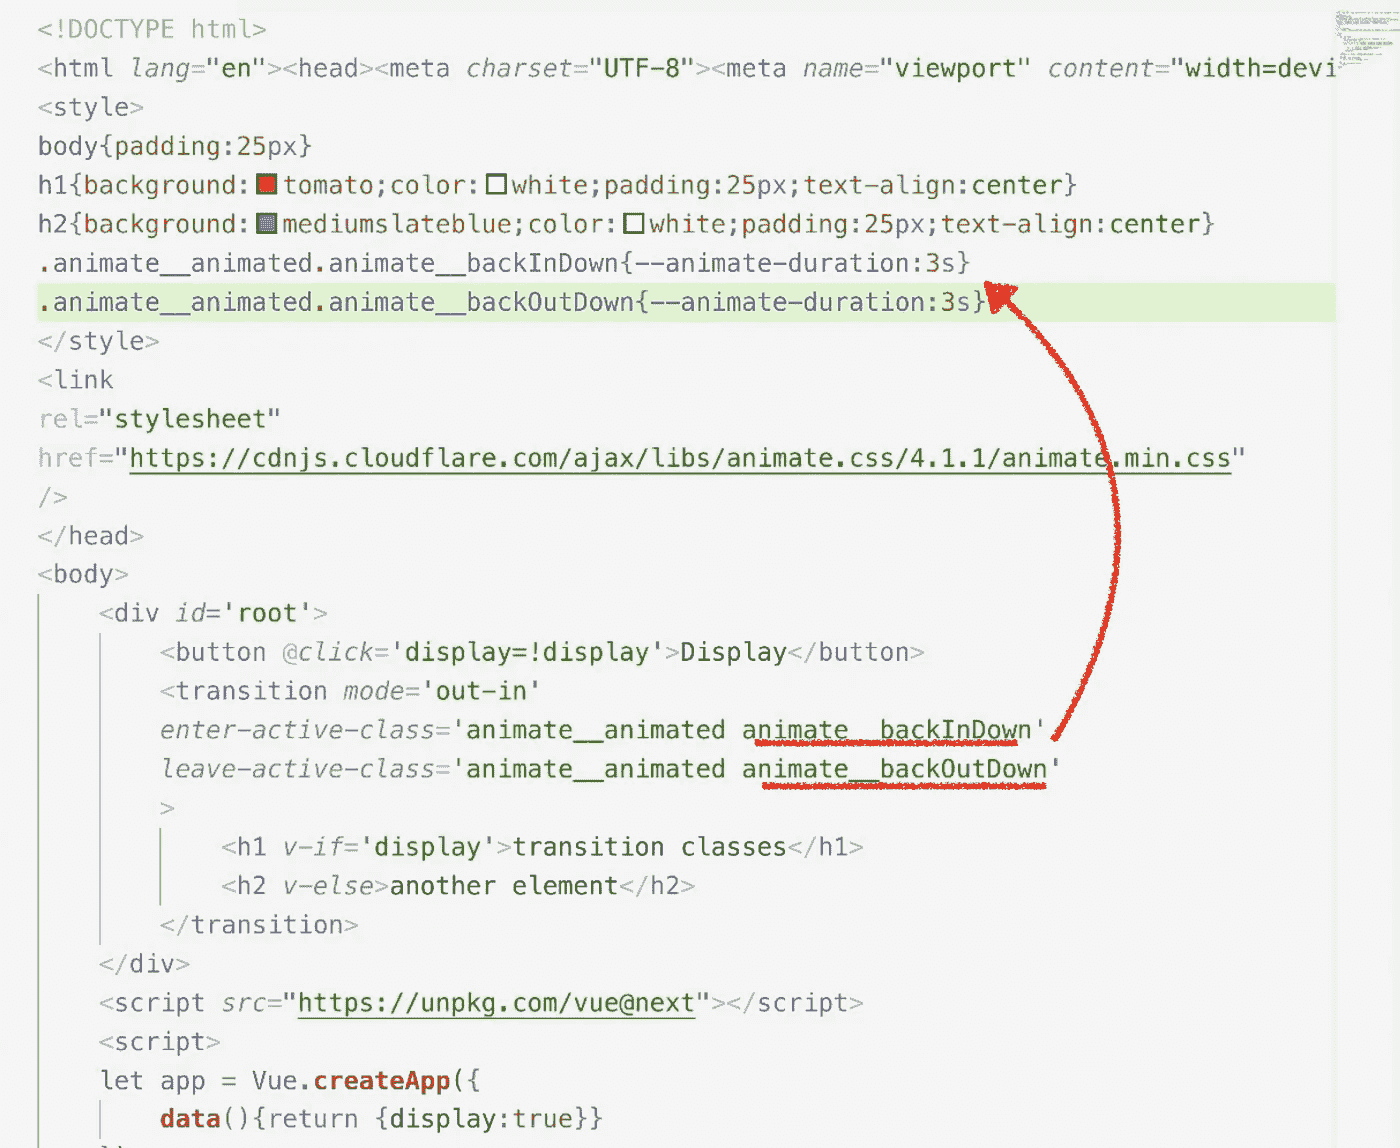 <!DOCTYPE html>
<html lang="en"><head><meta charset="UTF-8"><meta name="viewport" content="width=devi
<style>
body{padding:25px}
h1{background:tomato;color:white;padding:25px;text-align:center}
h2{background:mediumslateblue;color:white;padding:25px;text-align:center}
.animate__animated.animate__backInDown{--animate-duration:3s}
.animate__animated.animate__backOutDown{--animate-duration:3s}
</style>
<link
rel="stylesheet"
href="https://cdnjs.cloudflare.com/ajax/libs/animate.css/4.1.1/animate.min.css"
/>
</head>
<body>
<div id='root'>
<button @click='display=!display'>Display</button>
<transition mode='out-in'
enter-active-class='animate__animated animate__backInDown'
leave-active-class='animate__animated animate__backOutDown'
>
<h1 v-if='display'>transition classes</h1>
<h2 v-else>another element</h2>
</transition>
</div>
<script src="https://unpkg.com/vue@next"></script>
<script>
let app = Vue.createApp({
data(){return {display:true}}